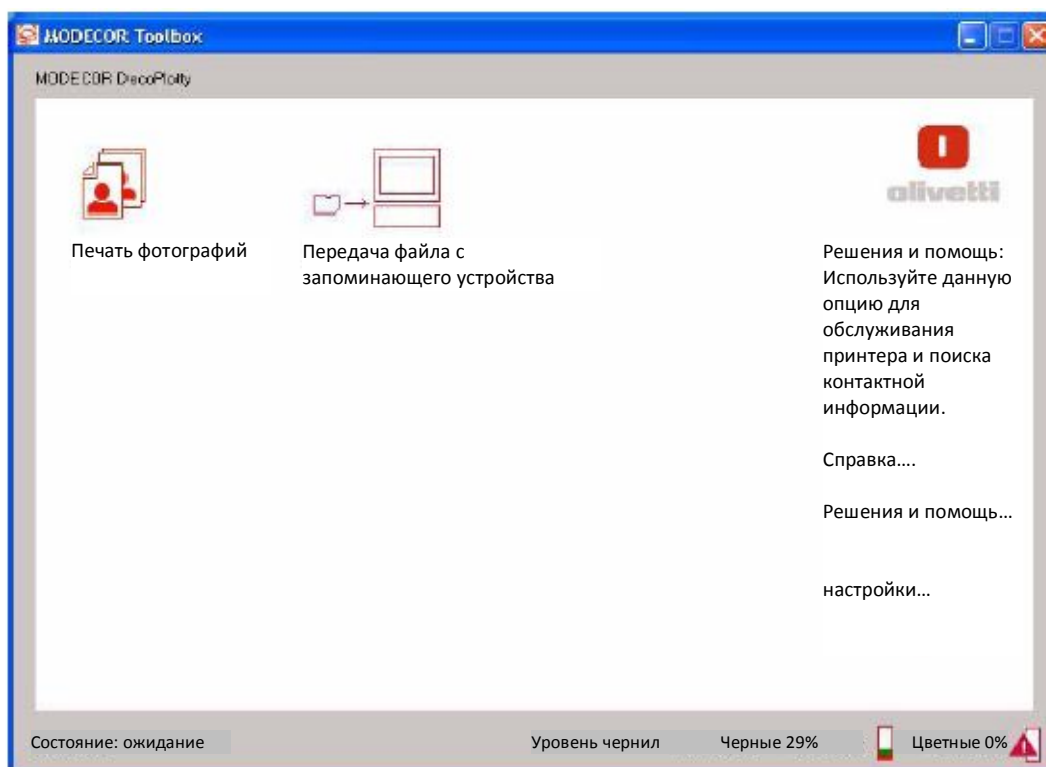 MODECOR Toolbox
MODECOR DecoPlotty
olivetti
Печать фотографий
Передача файла с
запоминающего устройства
Решения и помощь:
Используйте данную
опцию для
обслуживания
принтера и поиска
контактной
информации.
Справка....
Решения и помощь...
настройки...
Состояние: ожидание
Уровень чернил
Черные 29%
Цветные 0%